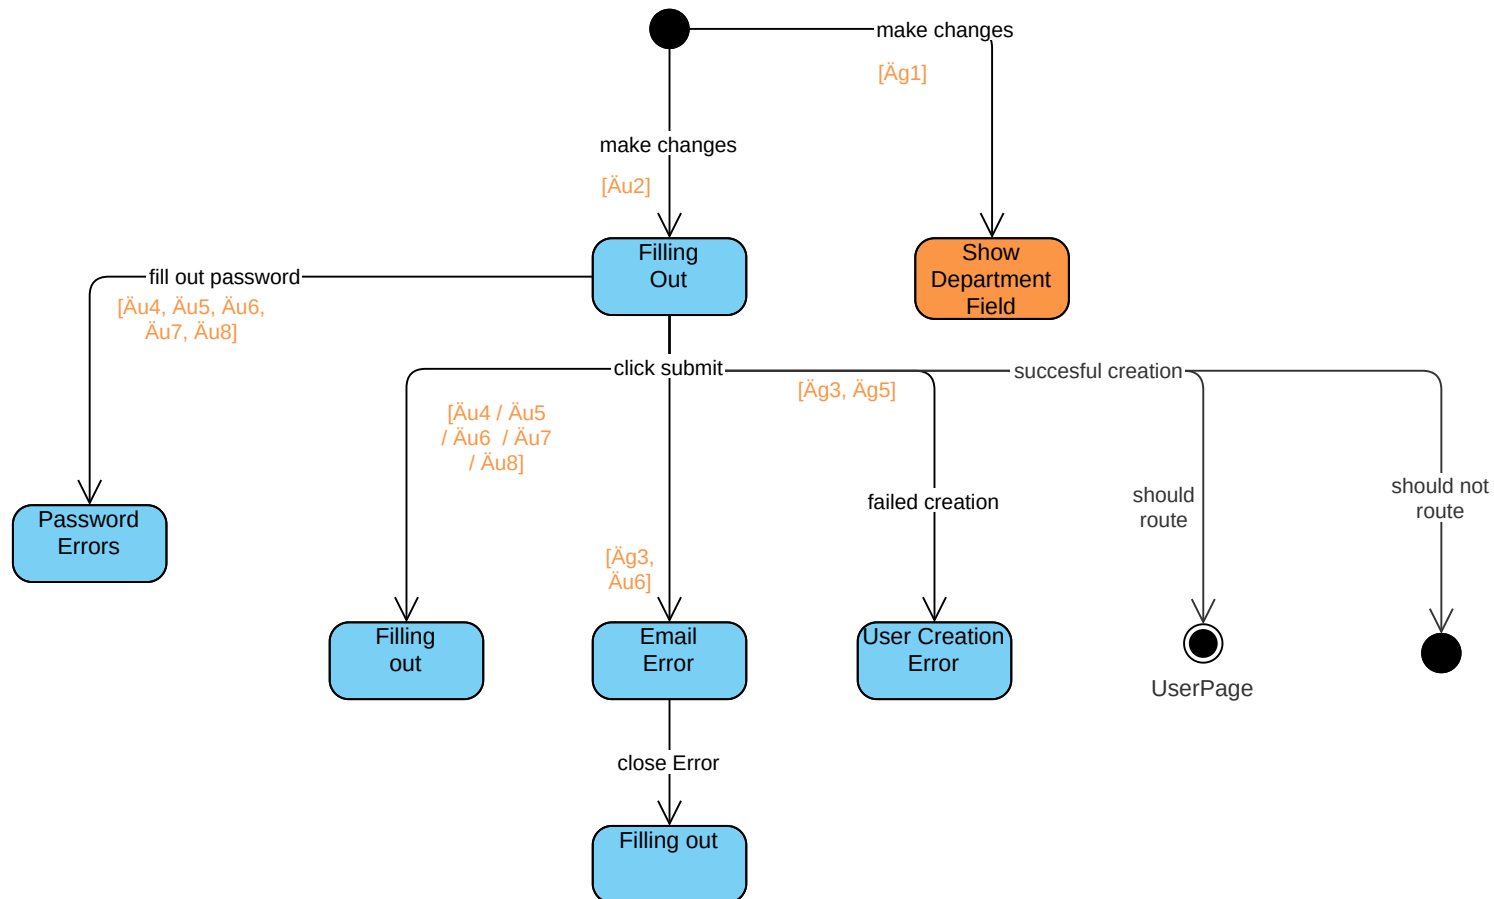 make changes
[Äg1]
make changes
[Äu2]
Filling
Out
Show
Department
Field
fill out password
[Äu4, Äu5, Äu6,
Äu7, Äu8]
click submit
succesful creation
[Äg3, Äg5]
[Äu4 / Äu5
/ Äu6  / Äu7
/ Äu8]
failed creation
should
route
should not
route
Password
Errors
[Äg3,
Äu6]
Filling
out
Email
Error
User Creation
Error
UserPage
close Error
Filling out